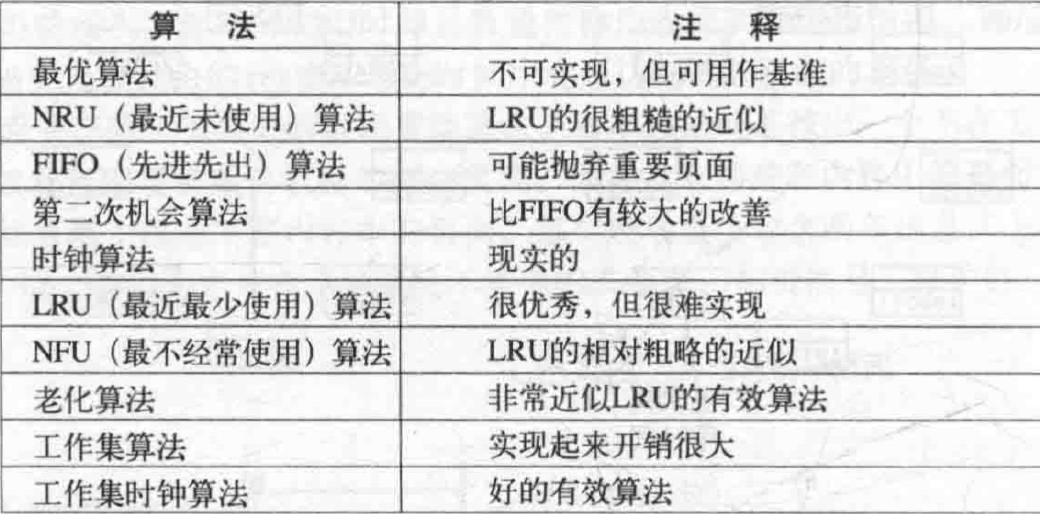 算 法 注 释
最优算法 不可实现，但可用作基准
NRU（最近未使用）算法 LRU的很粗糙的近似
FIFO（先进先出）算法 可能抛弃重要页面
第二次机会算法 比FIFO有较大的改善
时钟算法 现实的
LRU（最近最少使用）算法 很优秀，但很难实现
NFU（最不经常使用）算法 LRU的相对粗略的近似
老化算法 非常近似LRU的有效算法
工作集算法 实现起来开销很大
工作集时钟算法 好的有效算法